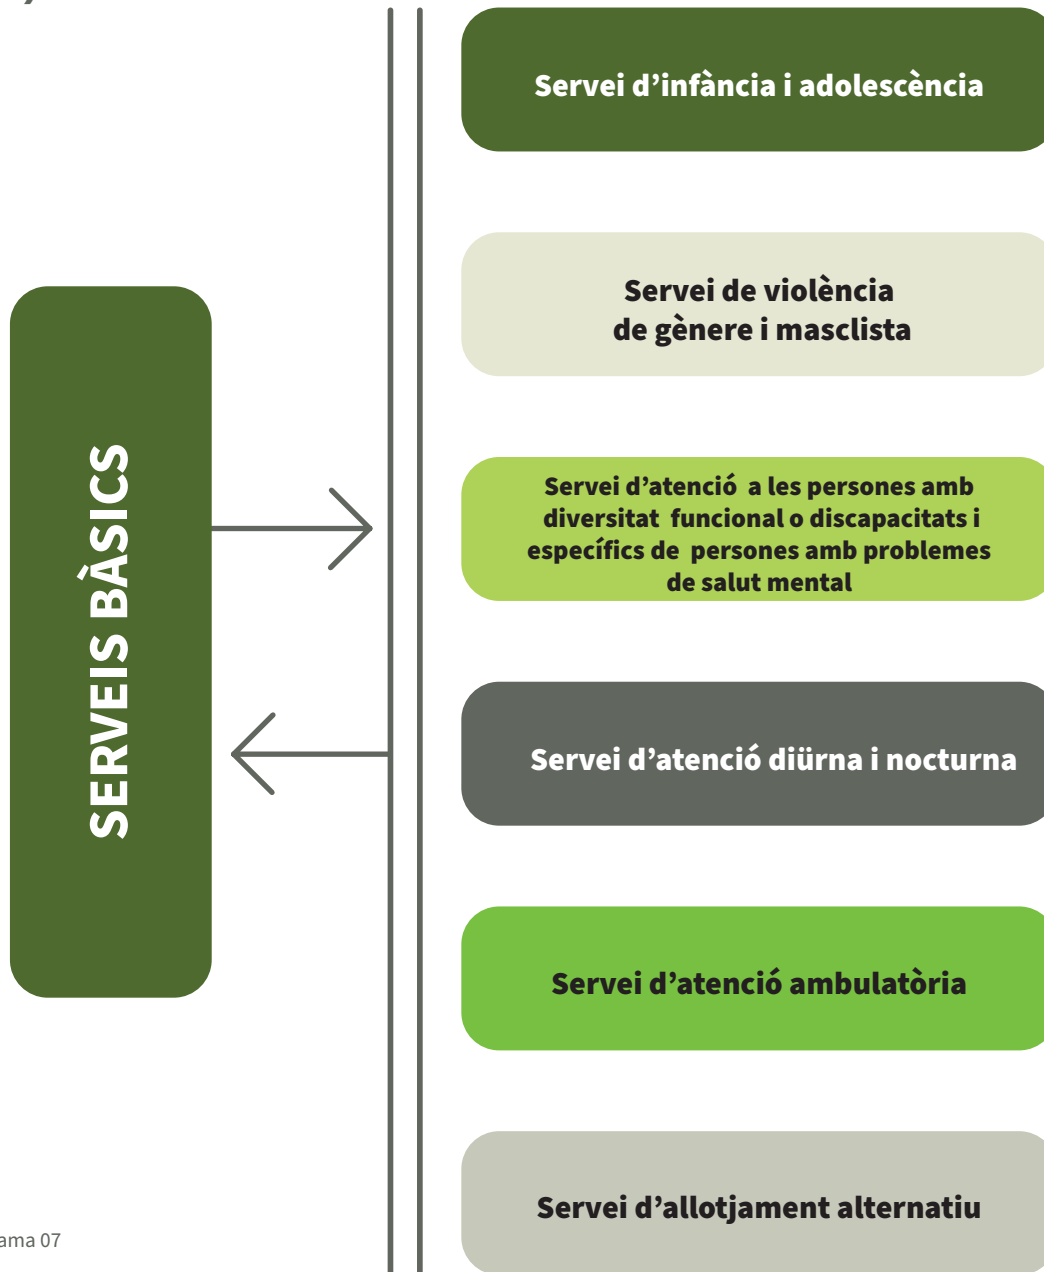 Servei d’infància i adolescència
Servei de violència
de gènere i masclista
SERVEIS BÀSICS
Servei d’atenció a les persones amb
diversitat funcional o discapacitats i
específics de persones amb problemes
de salut mental
Servei d’atenció diürna i nocturna
Servei d’atenció ambulatòria
Servei d’allotjament alternatiu
07